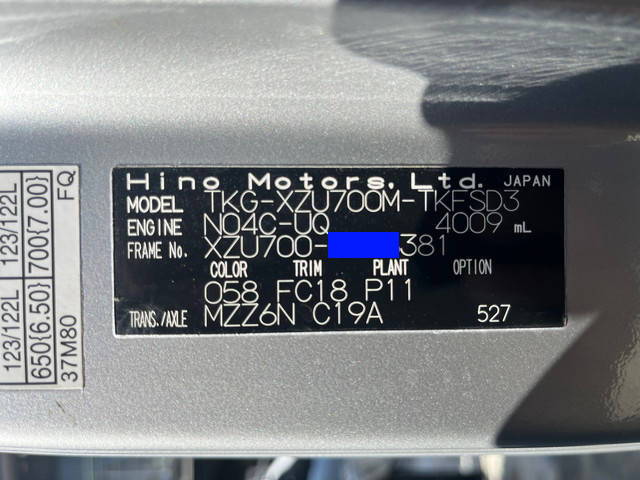 Hino Motors, Ltd. JAPAN
MODEL TKG-XZU700M-TKFSD3
ENGINE N04C-UQ 4009 mL
FRAME No. XZU700- 381
COLOR TRIM PLANT OPTION
058 FC18 P11
TRANS./AXLE MZZ6N C19A 527
123/122L 123/122L
650(6.50) 700(7.00)
37M80 FQ